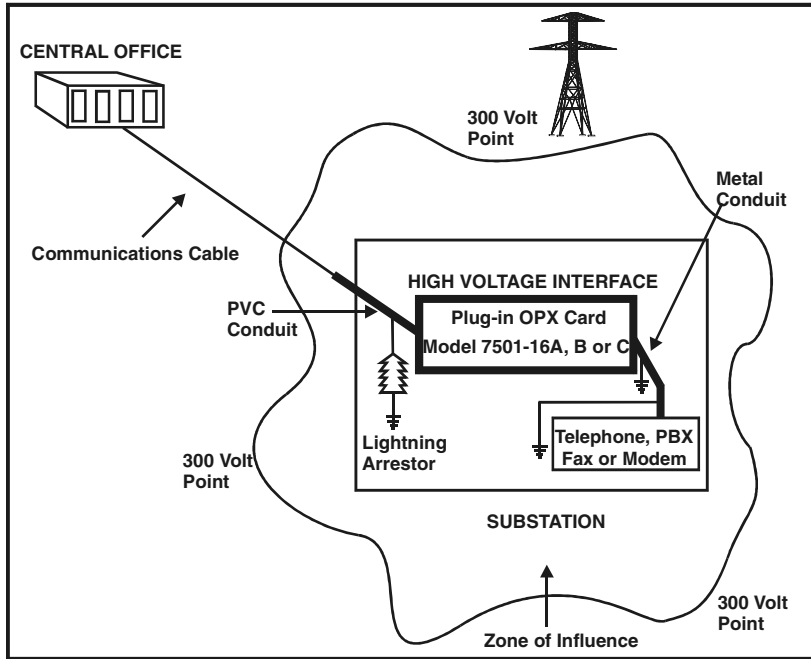 CENTRAL OFFICE
300 Volt
Point
Metal
Conduit
Communications Cable
HIGH VOLTAGE INTERFACE
PVC
Conduit
Plug-in OPX Card
Model 7501-16A, B or C
Lightning
Arrestor
Telephone, PBX
Fax or Modem
300 Volt
Point
SUBSTATION
300 Volt
Point
Zone of Influence